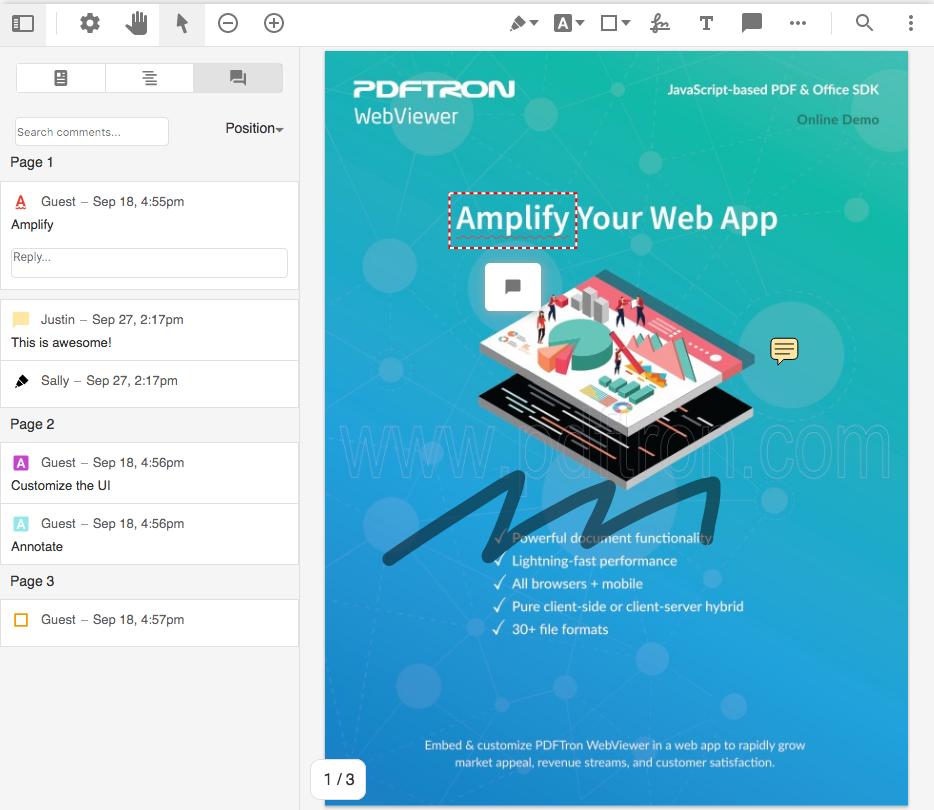 Search comments...
Position
Page 1
A Guest – Sep 18, 4:55pm
Amplify
Reply...
Justin – Sep 27, 2:17pm
This is awesome!
Sally – Sep 27, 2:17pm
Page 2
A Guest – Sep 18, 4:56pm
Customize the UI
A Guest – Sep 18, 4:56pm
Annotate
Page 3
Guest – Sep 18, 4:57pm
A
T
PDFTRON
WebViewer
JavaScript-based PDF & Office SDK
Online Demo
Amplify Your Web App
www.pdftron.com
✓ Powerful document functionality
✓ Lightning-fast performance
✓ All browsers + mobile
✓ Pure client-side or client-server hybrid
✓ 30+ file formats
Embed & customize PDFTron WebViewer in a web app to rapidly grow
market appeal, revenue streams, and customer satisfaction.
1 / 3